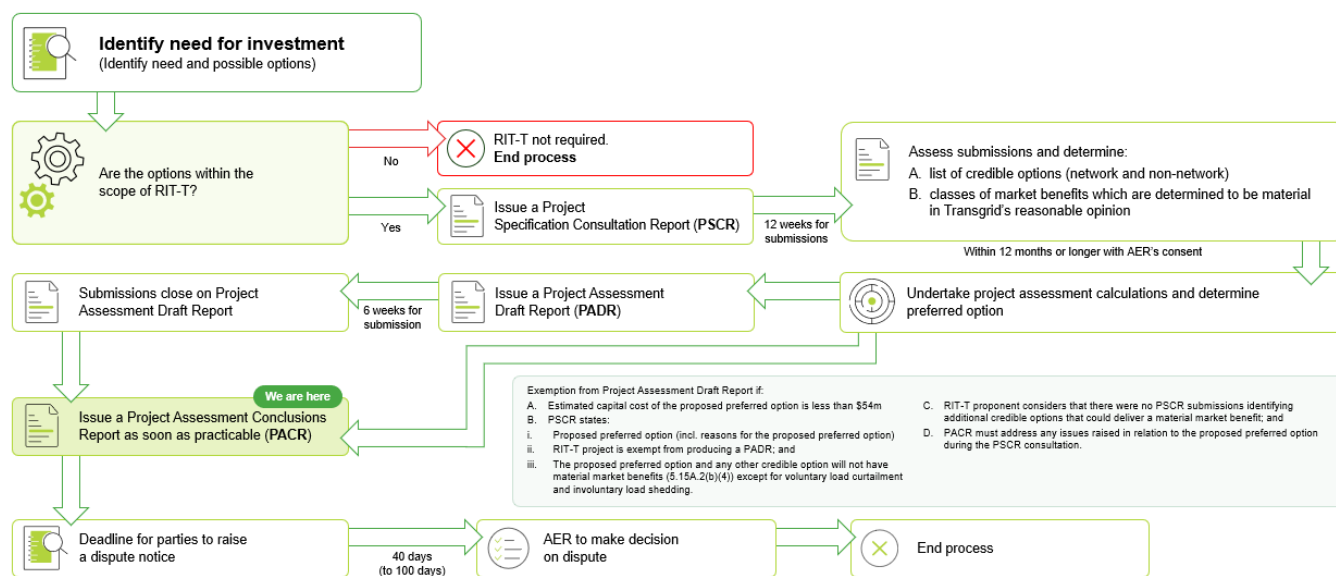 Identify need for investment
(Identify need and possible options)
Are the options within the
scope of RIT-T?
No
RIT-T not required.
End process
Yes
Issue a Project
Specification Consultation Report (PSCR)
12 weeks for
submissions
Assess submissions and determine:
A. list of credible options (network and non-network)
B. classes of market benefits which are determined to be material
in Transgrid's reasonable opinion
Within 12 months or longer with AER's consent
Undertake project assessment calculations and determine
preferred option
Issue a Project Assessment
Draft Report (PADR)
6 weeks for
submission
Submissions close on Project
Assessment Draft Report
We are here
Issue a Project Assessment Conclusions
Report as soon as practicable (PACR)
Exemption from Project Assessment Draft Report if:
A. Estimated capital cost of the proposed preferred option is less than $54m
B. PSCR states:
i. Proposed preferred option (incl. reasons for the proposed preferred option)
ii. RIT-T project is exempt from producing a PADR; and
iii. The proposed preferred option and any other credible option will not have
material market benefits (5.15A.2(b)(4)) except for voluntary load curtailment
and involuntary load shedding.
C. RIT-T proponent considers that there were no PSCR submissions identifying
additional credible options that could deliver a material market benefit; and
D. PACR must address any issues raised in relation to the proposed preferred option
during the PSCR consultation.
Deadline for parties to raise
a dispute notice
40 days
(to 100 days)
AER to make decision
on dispute
End process